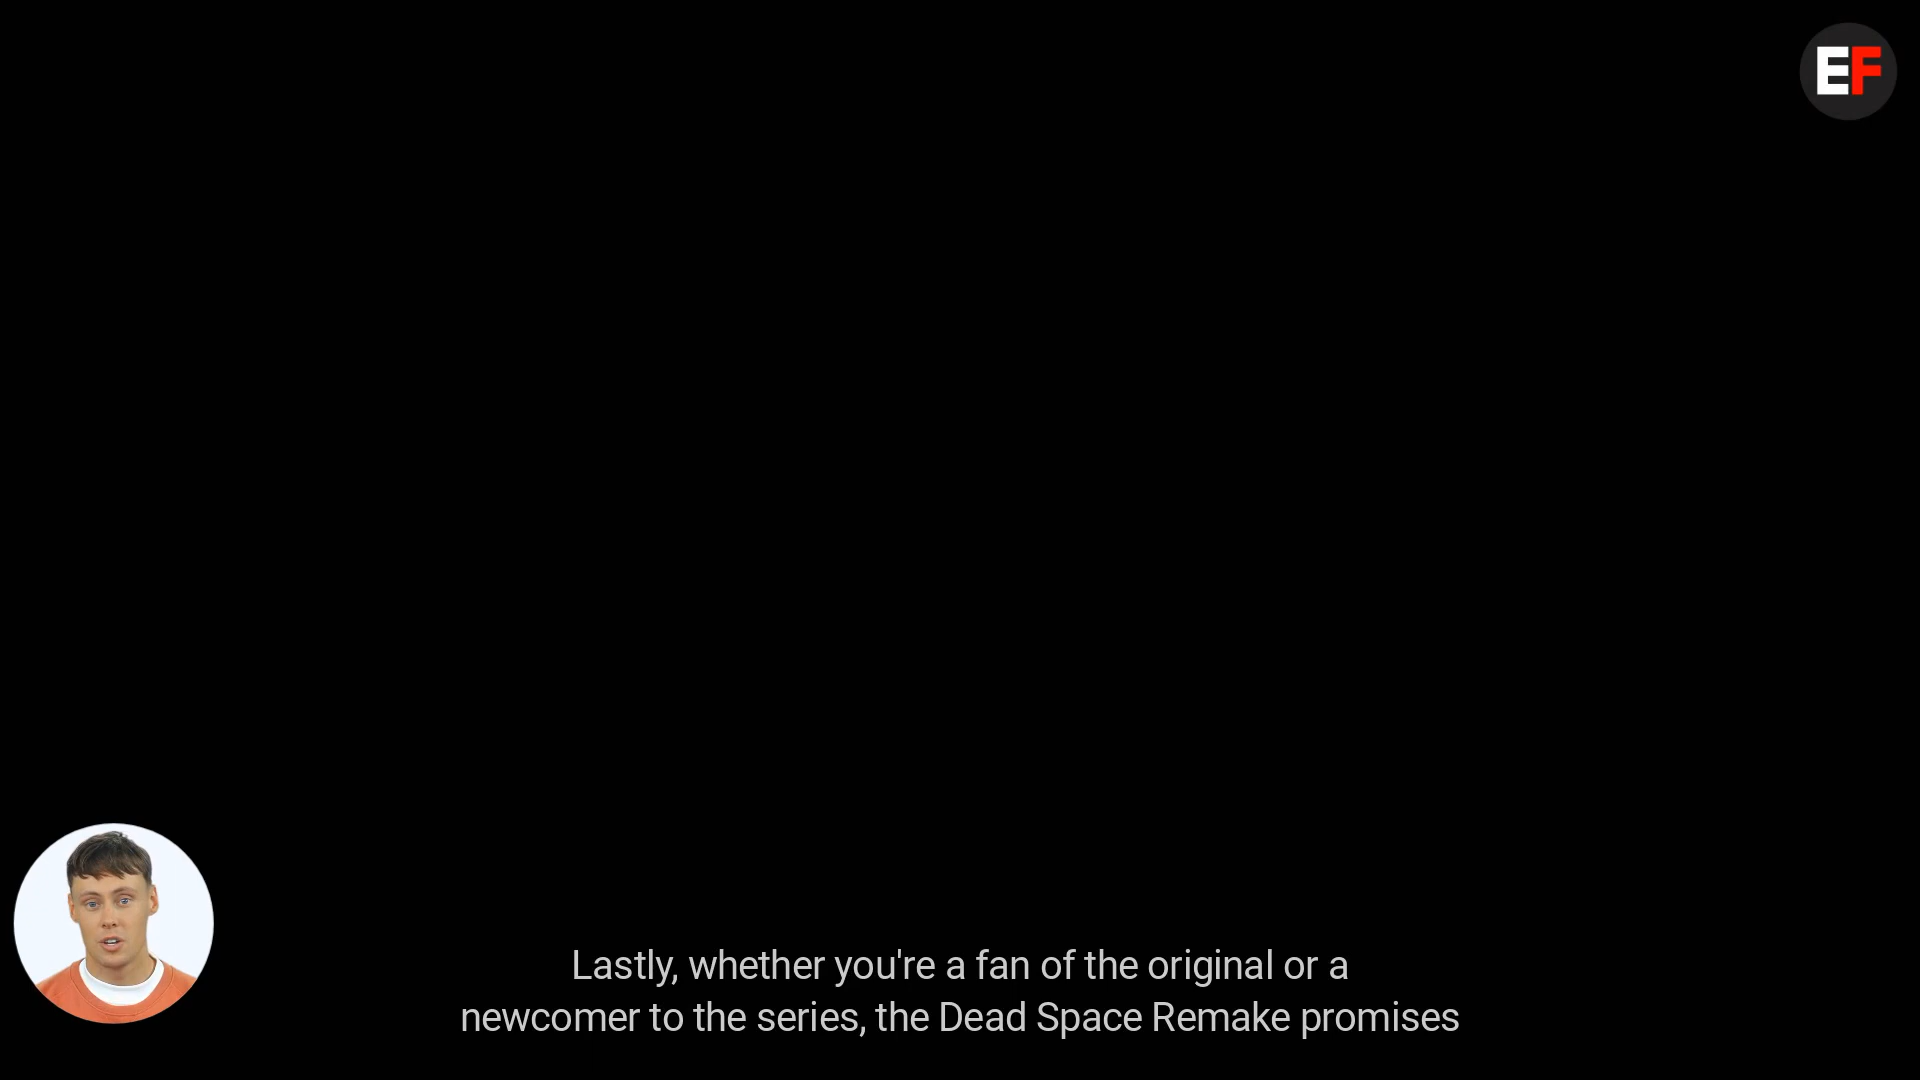 EF
Lastly, whether you're a fan of the original or a
newcomer to the series, the Dead Space Remake promises